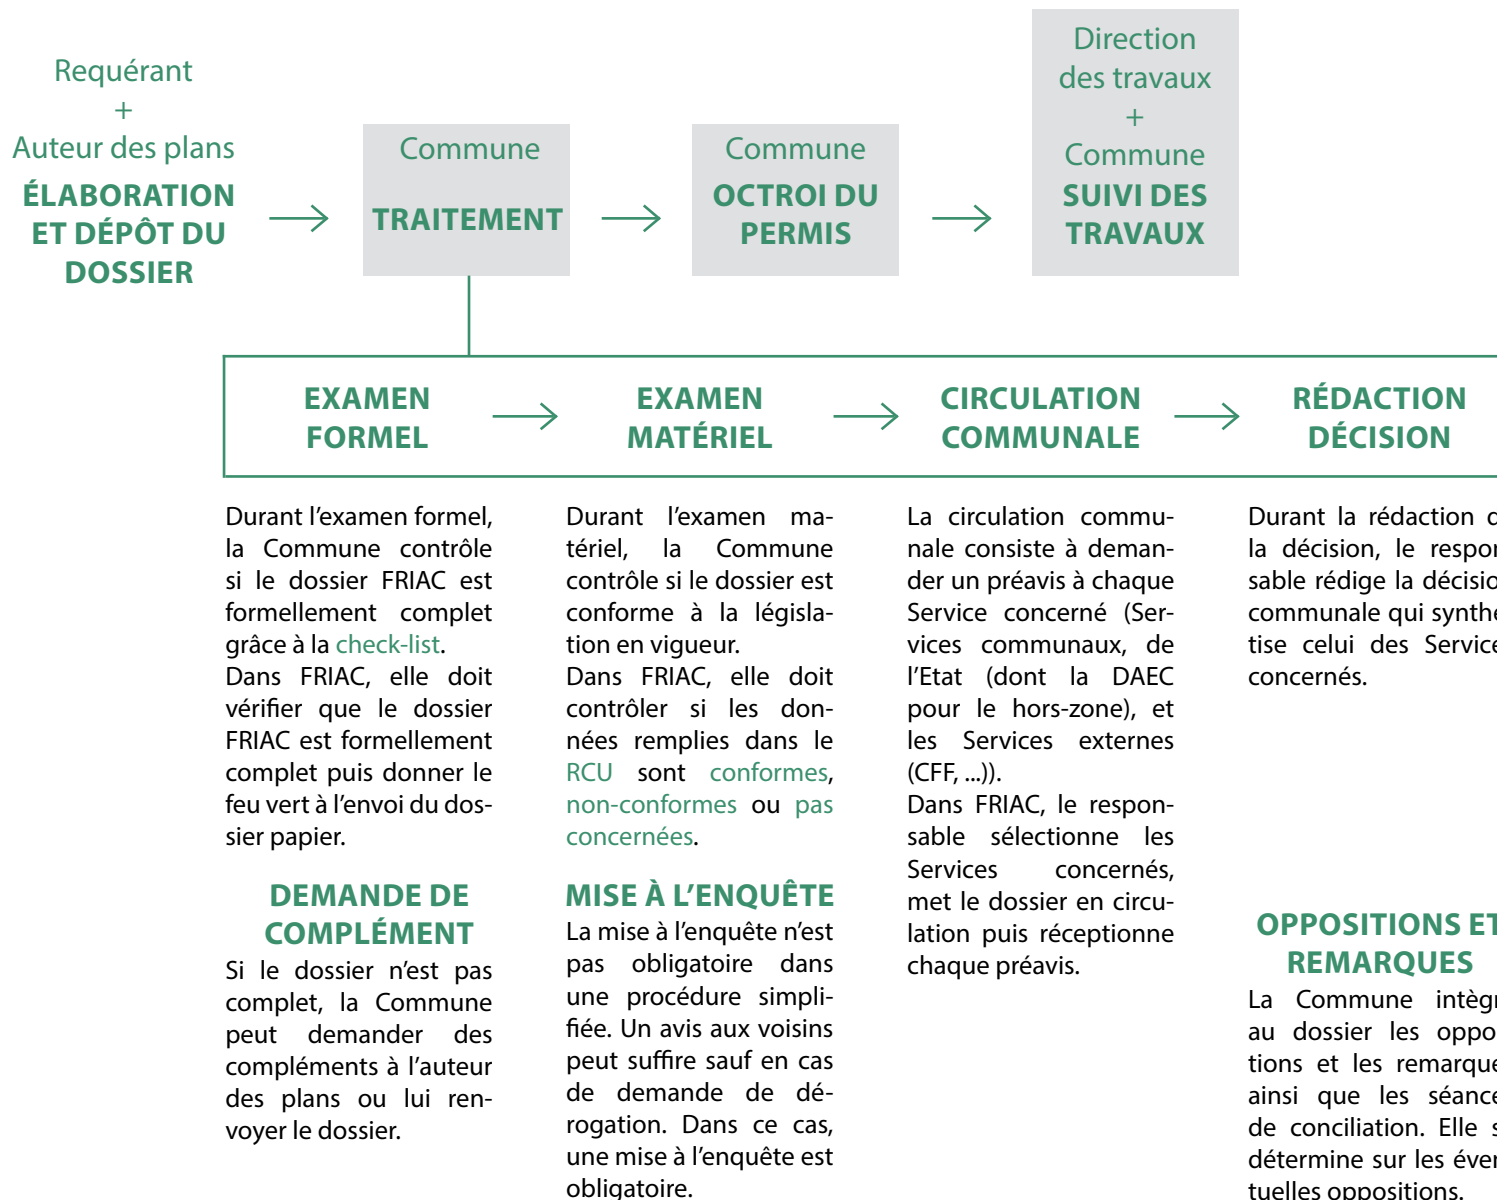 Requérant
+
Auteur des plans
ÉLABORATION
ET DÉPÔT DU
DOSSIER
Commune
TRAITEMENT
Commune
OCTROI DU
PERMIS
Direction
des travaux
+
Commune
SUIVI DES
TRAVAUX
EXAMEN
FORMEL
EXAMEN
MATÉRIEL
CIRCULATION
COMMUNALE
RÉDACTION
DÉCISION
Durant l'examen formel,
la Commune contrôle
si le dossier FRIAC est
formellement complet
grâce à la check-list.
Dans FRIAC, elle doit
vérifier que le dossier
FRIAC est formellement
complet puis donner le
feu vert à l'envoi du dos-
sier papier.
DEMANDE DE
COMPLÉMENT
Si le dossier n'est pas
complet, la Commune
peut demander des
compléments à l'auteur
des plans ou lui ren-
voyer le dossier.
Durant l'examen ma-
tériel, la Commune
contrôle si le dossier est
conforme à la législa-
tion en vigueur.
Dans FRIAC, elle doit
contrôler si les don-
nées remplies dans le
RCU sont conformes,
non-conformes ou pas
concernées.
MISE À L'ENQUÊTE
La mise à l'enquête n'est
pas obligatoire dans
une procédure simpli-
fiée. Un avis aux voisins
peut suffire sauf en cas
de demande de dé-
rogation. Dans ce cas,
une mise à l'enquête est
obligatoire.
La circulation commu-
nale consiste à deman-
der un préavis à chaque
Service concerné (Ser-
vices communaux, de
l'Etat (dont la DAEC
pour le hors-zone), et
les Services externes
(CFF, ...)).
Dans FRIAC, le respon-
sable sélectionne les
Services concernés,
met le dossier en circu-
lation puis réceptionne
chaque préavis.
Durant la rédaction
la décision, le respon
sable rédige la décisio
communale qui synthé
tise celui des Service
concernés.
OPPOSITIONS ET
REMARQUES
La Commune intègr
au dossier les oppo
tions et les remarque
ainsi que les séance
de conciliation. Elle s
détermine sur les éven
tuelles oppositions.